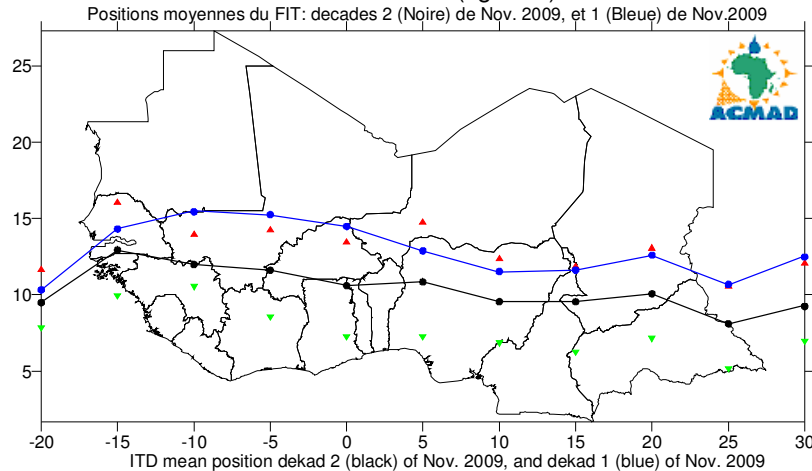 Positions moyennes du FIT: decades 2 (Noire) de Nov. 2009, et 1 (Bleue) de Nov.2009
ACMAD
25
20
15
10
5
-20 -15 -10 -5 0 5 10 15 20 25 30
ITD mean position dekad 2 (black) of Nov. 2009, and dekad 1 (blue) of Nov. 2009